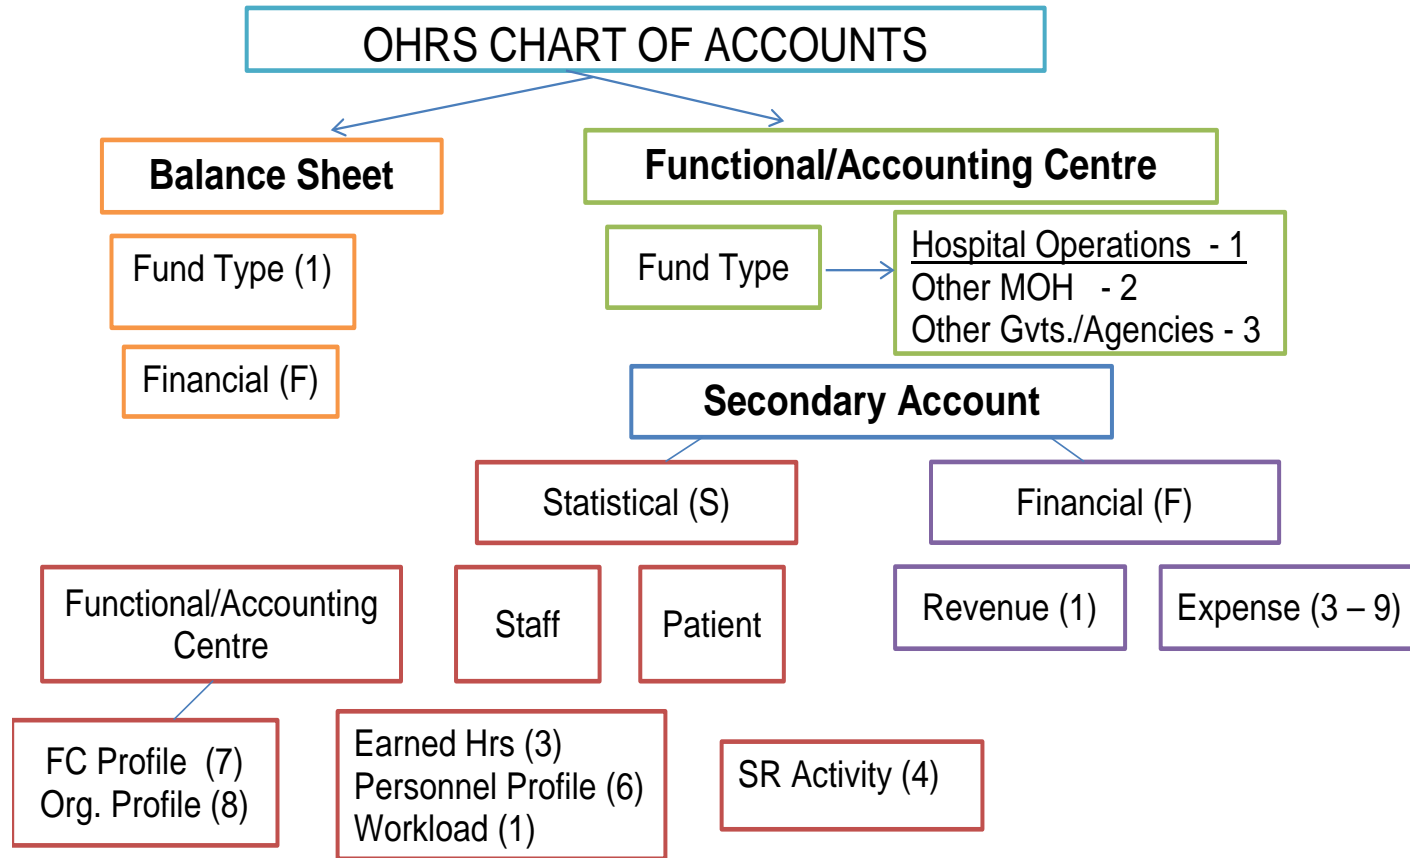 OHRS CHART OF ACCOUNTS
Balance Sheet
Functional/Accounting Centre
Fund Type (1)
Fund Type
Hospital Operations  - 1
Other MOH   - 2
Other Gvts./Agencies - 3
Financial (F)
Secondary Account
Statistical (S)
Financial (F)
Functional/Accounting
Centre
Staff
Patient
Revenue (1)
Expense (3 – 9)
FC Profile  (7)
Org. Profile (8)
Earned Hrs (3)
Personnel Profile (6)
Workload (1)
SR Activity (4)